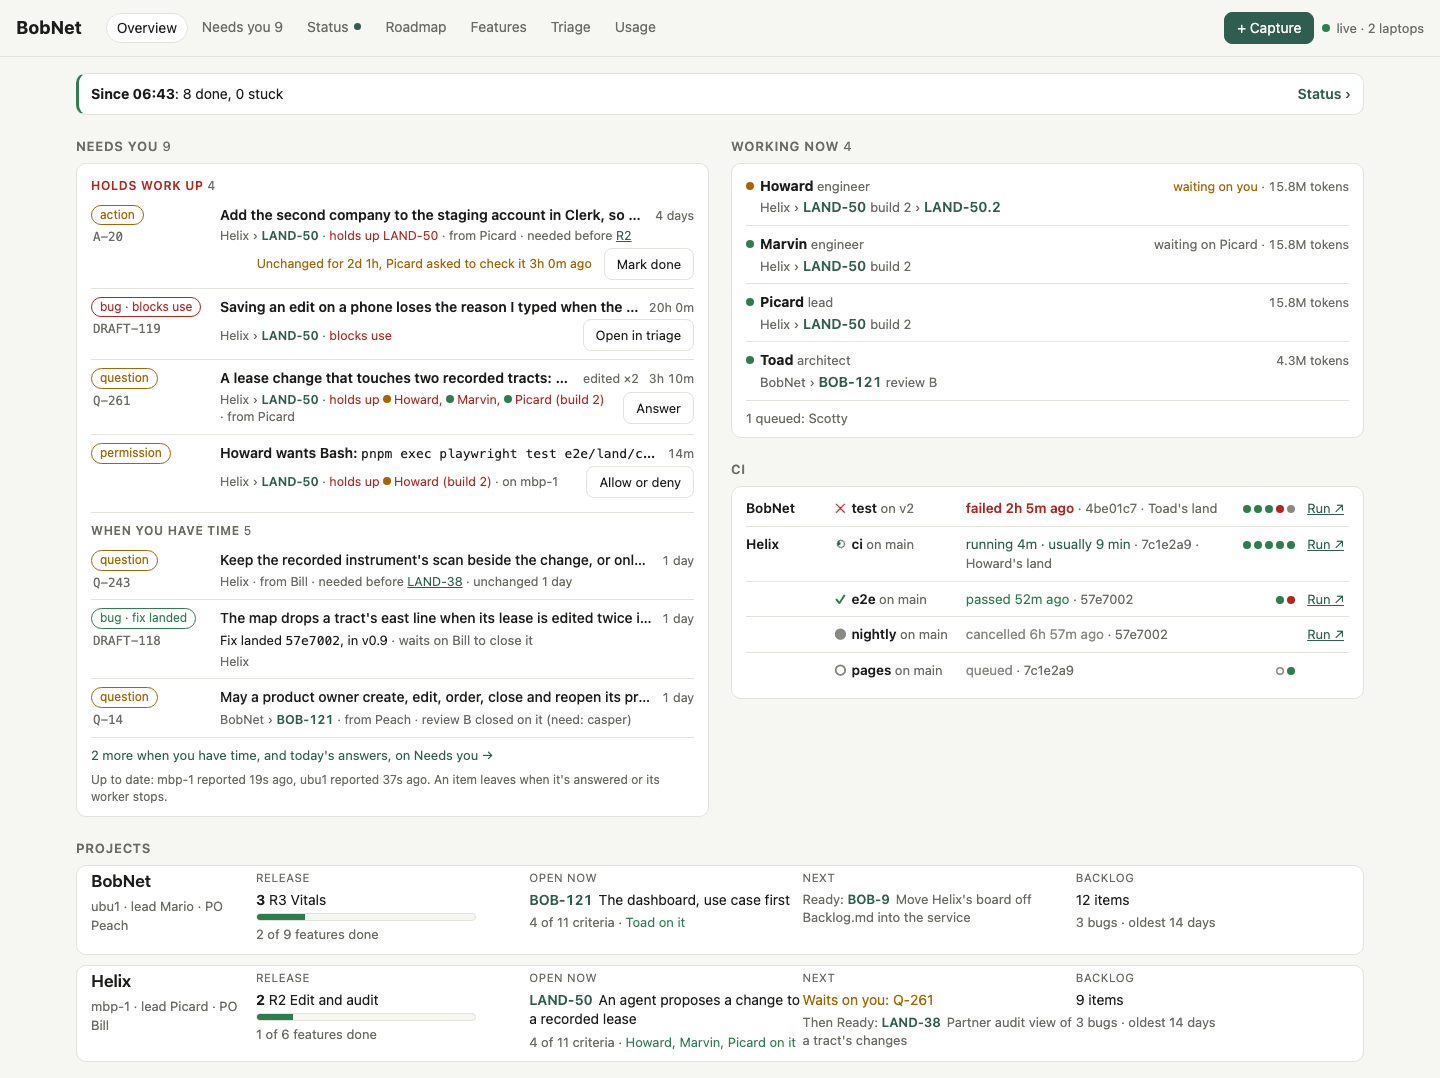 BobNet
Overview
Needs you 9
Status
Roadmap
Features
Triage
Usage
+ Capture
live · 2 laptops
Since 06:43: 8 done, 0 stuck
Status ›
NEEDS YOU 9
HOLDS WORK UP 4
action
A–20
Add the second company to the staging account in Clerk, so ...
4 days
Helix › LAND-50 · holds up LAND-50 · from Picard · needed before R2
Unchanged for 2d 1h, Picard asked to check it 3h 0m ago
Mark done
bug · blocks use
DRAFT–119
Saving an edit on a phone loses the reason I typed when the ...
20h 0m
Helix › LAND-50 · blocks use
Open in triage
question
Q–261
A lease change that touches two recorded tracts: ...
edited ×2
3h 10m
Helix › LAND-50 · holds up Howard, Marvin, Picard (build 2)
· from Picard
Answer
permission
Howard wants Bash: pnpm exec playwright test e2e/land/c...
14m
Helix › LAND-50 · holds up Howard (build 2) · on mbp-1
Allow or deny
WHEN YOU HAVE TIME 5
question
Q–243
Keep the recorded instrument's scan beside the change, or onl...
1 day
Helix · from Bill · needed before LAND-38 · unchanged 1 day
bug · fix landed
DRAFT–118
The map drops a tract's east line when its lease is edited twice i...
1 day
Fix landed 57e7002, in v0.9 · waits on Bill to close it
Helix
question
Q–14
May a product owner create, edit, order, close and reopen its pr...
1 day
BobNet › BOB-121 · from Peach · review B closed on it (need: casper)
2 more when you have time, and today's answers, on Needs you →
Up to date: mbp-1 reported 19s ago, ubu1 reported 37s ago. An item leaves when it's answered or its
worker stops.
WORKING NOW 4
Howard engineer
waiting on you · 15.8M tokens
Helix › LAND-50 build 2 › LAND-50.2
Marvin engineer
waiting on Picard · 15.8M tokens
Helix › LAND-50 build 2
Picard lead
15.8M tokens
Helix › LAND-50 build 2
Toad architect
4.3M tokens
BobNet › BOB-121 review B
1 queued: Scotty
CI
BobNet
test on v2
failed 2h 5m ago · 4be01c7 · Toad's land
Run ↗
Helix
ci on main
running 4m · usually 9 min · 7c1e2a9 ·
Howard's land
Run ↗
e2e on main
passed 52m ago · 57e7002
Run ↗
nightly on main
cancelled 6h 57m ago · 57e7002
Run ↗
pages on main
queued · 7c1e2a9
PROJECTS
BobNet
ubu1 · lead Mario · PO
Peach
RELEASE
3 R3 Vitals
2 of 9 features done
OPEN NOW
BOB-121 The dashboard, use case first
4 of 11 criteria · Toad on it
NEXT
Ready: BOB-9 Move Helix's board off
Backlog.md into the service
BACKLOG
12 items
3 bugs · oldest 14 days
Helix
mbp-1 · lead Picard · PO
Bill
RELEASE
2 R2 Edit and audit
1 of 6 features done
OPEN NOW
LAND-50 An agent proposes a change to
a recorded lease
4 of 11 criteria · Howard, Marvin, Picard on it
NEXT
Waits on you: Q-261
Then Ready: LAND-38 Partner audit view of
a tract's changes
BACKLOG
9 items
3 bugs · oldest 14 days